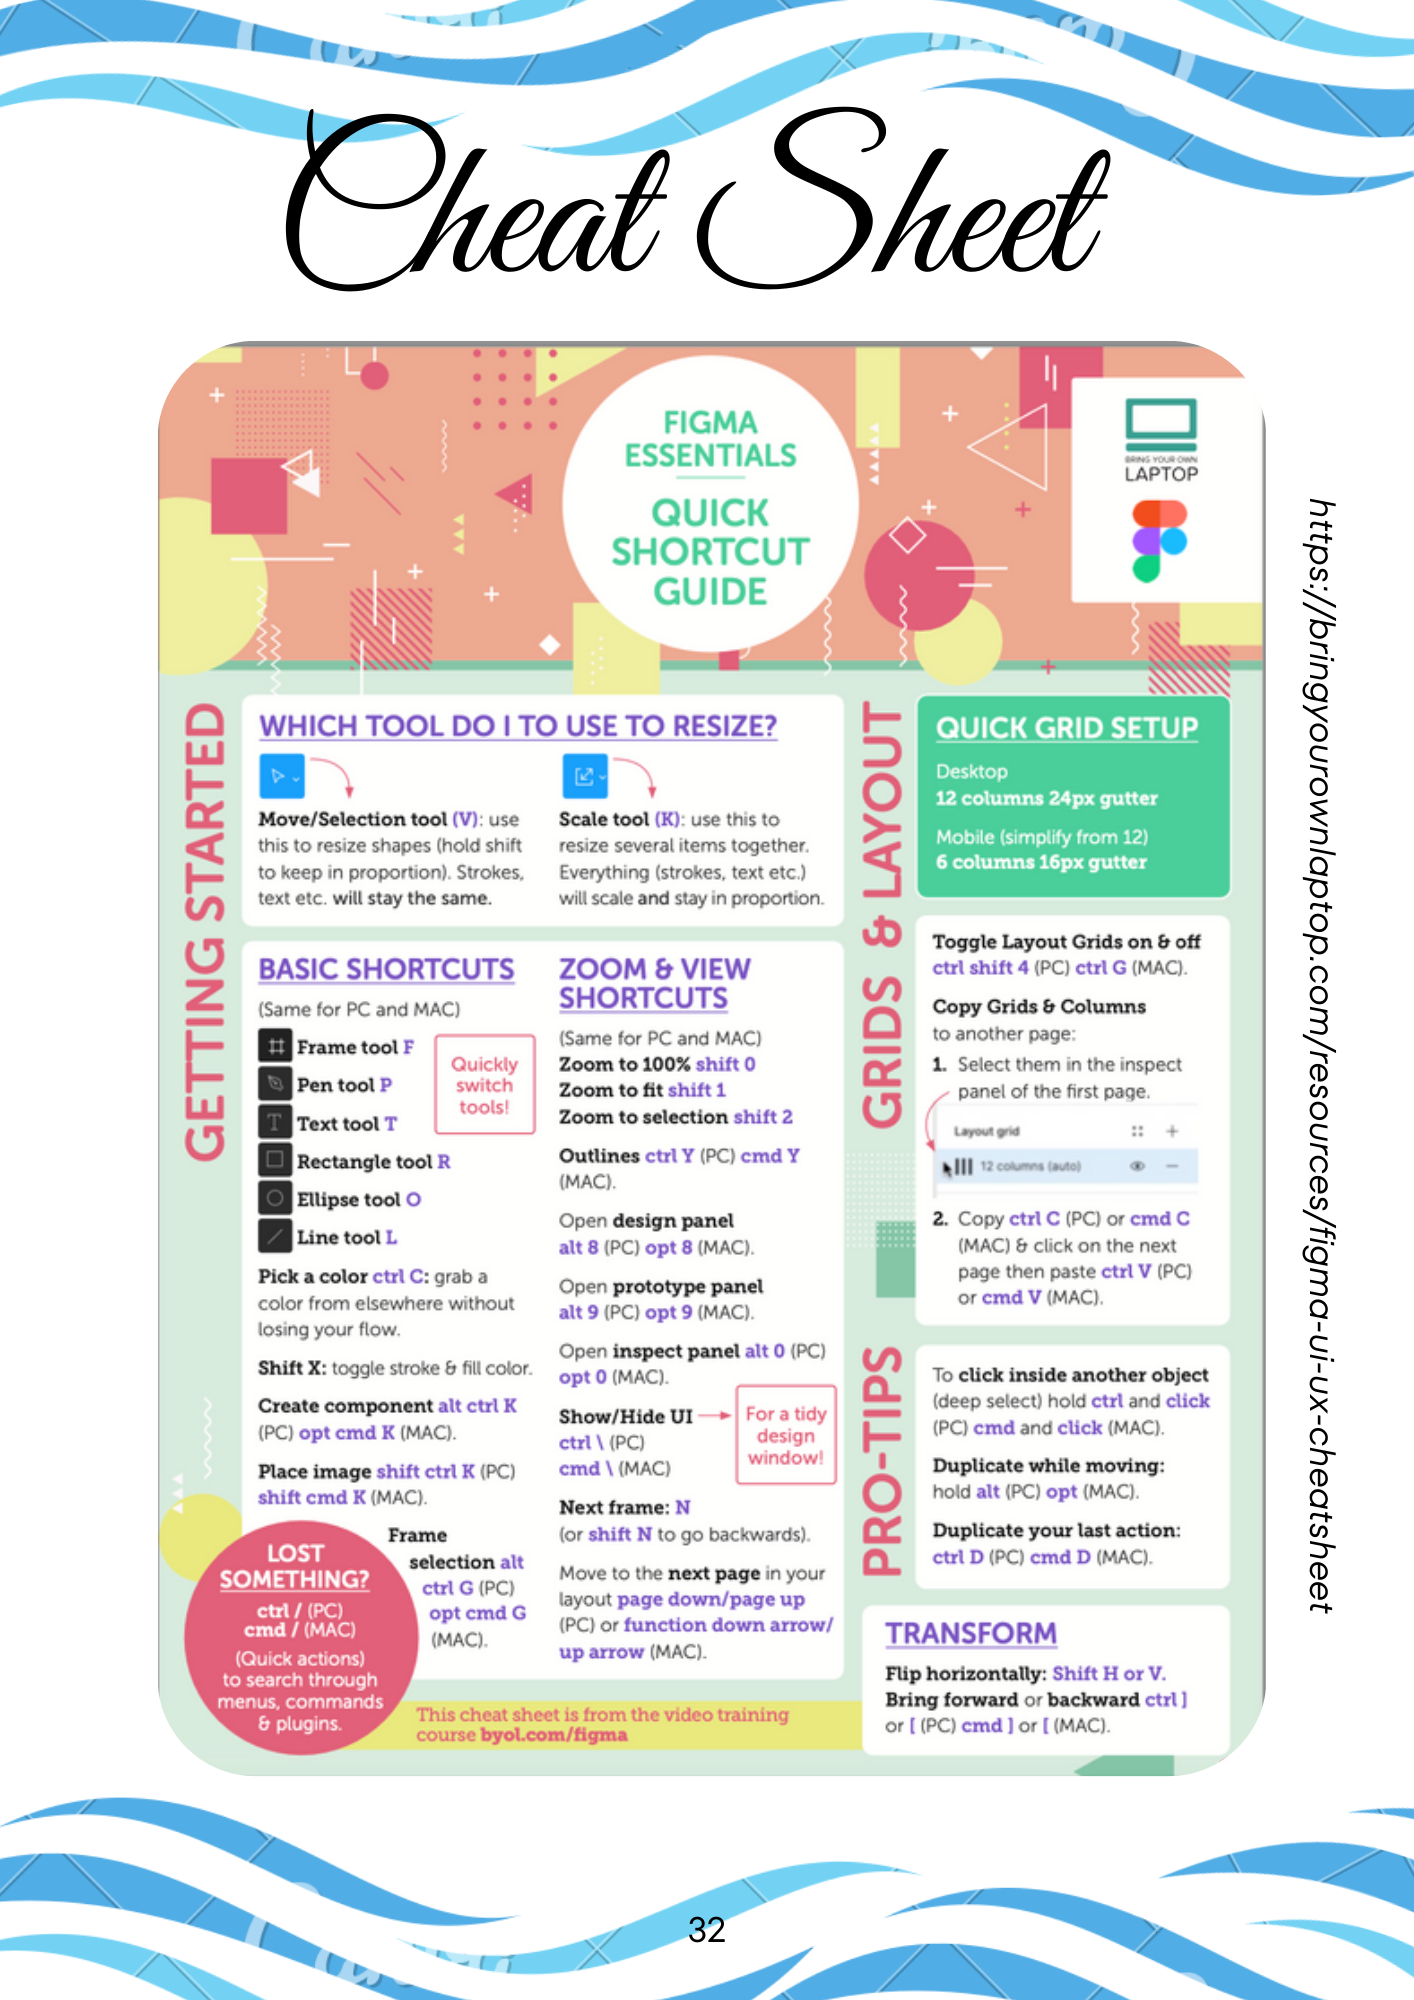 Cheat Sheet
FIGMA
ESSENTIALS
QUICK
SHORTCUT
GUIDE
BRING YOUR OWN
LAPTOP
https://bringyourownlaptop.com/resources/figma-ui-ux-cheatsheet
GETTING STARTED
WHICH TOOL DO I TO USE TO RESIZE?
Move/Selection tool (V): use
this to resize shapes (hold shift
to keep in proportion). Strokes,
text etc. will stay the same.
Scale tool (K): use this to
resize several items together.
Everything (strokes, text etc.)
will scale and stay in proportion.
BASIC SHORTCUTS
(Same for PC and MAC)
Frame tool F
Pen tool P
Text tool T
Rectangle tool R
Ellipse tool O
Line tool L
Quickly
switch
tools!
Pick a color ctrl C: grab a
color from elsewhere without
losing your flow.
Shift X: toggle stroke & fill color.
Create component alt ctrl K
(PC) opt cmd K (MAC).
Place image shift ctrl K (PC)
shift cmd K (MAC).
Frame
selection alt
ctrl G (PC)
opt cmd G
(MAC).
LOST
SOMETHING?
ctrl / (PC)
cmd / (MAC)
(Quick actions)
to search through
menus, commands
& plugins.
ZOOM & VIEW
SHORTCUTS
(Same for PC and MAC)
Zoom to 100% shift 0
Zoom to fit shift 1
Zoom to selection shift 2
Outlines ctrl Y (PC) cmd Y
(MAC).
Open design panel
alt 8 (PC) opt 8 (MAC).
Open prototype panel
alt 9 (PC) opt 9 (MAC).
Open inspect panel alt 0 (PC)
opt 0 (MAC).
Show/Hide UI
ctrl \ (PC)
cmd \ (MAC)
For a tidy
design
window!
Next frame: N
(or shift N to go backwards).
Move to the next page in your
layout page down/page up
(PC) or function down arrow/
up arrow (MAC).
This cheat sheet is from the video training
course byol.com/figma
GRIDS & LAYOUT
QUICK GRID SETUP
Desktop
12 columns 24px gutter
Mobile (simplify from 12)
6 columns 16px gutter
Toggle Layout Grids on & off
ctrl shift 4 (PC) ctrl G (MAC).
Copy Grids & Columns
to another page:
1. Select them in the inspect
panel of the first page.
Layout grid
12 columns (auto)
2. Copy ctrl C (PC) or cmd C
(MAC) & click on the next
page then paste ctrl V (PC)
or cmd V (MAC).
PRO-TIPS
To click inside another object
(deep select) hold ctrl and click
(PC) cmd and click (MAC).
Duplicate while moving:
hold alt (PC) opt (MAC).
Duplicate your last action:
ctrl D (PC) cmd D (MAC).
TRANSFORM
Flip horizontally: Shift H or V.
Bring forward or backward ctrl ]
or [ (PC) cmd ] or [ (MAC).
32